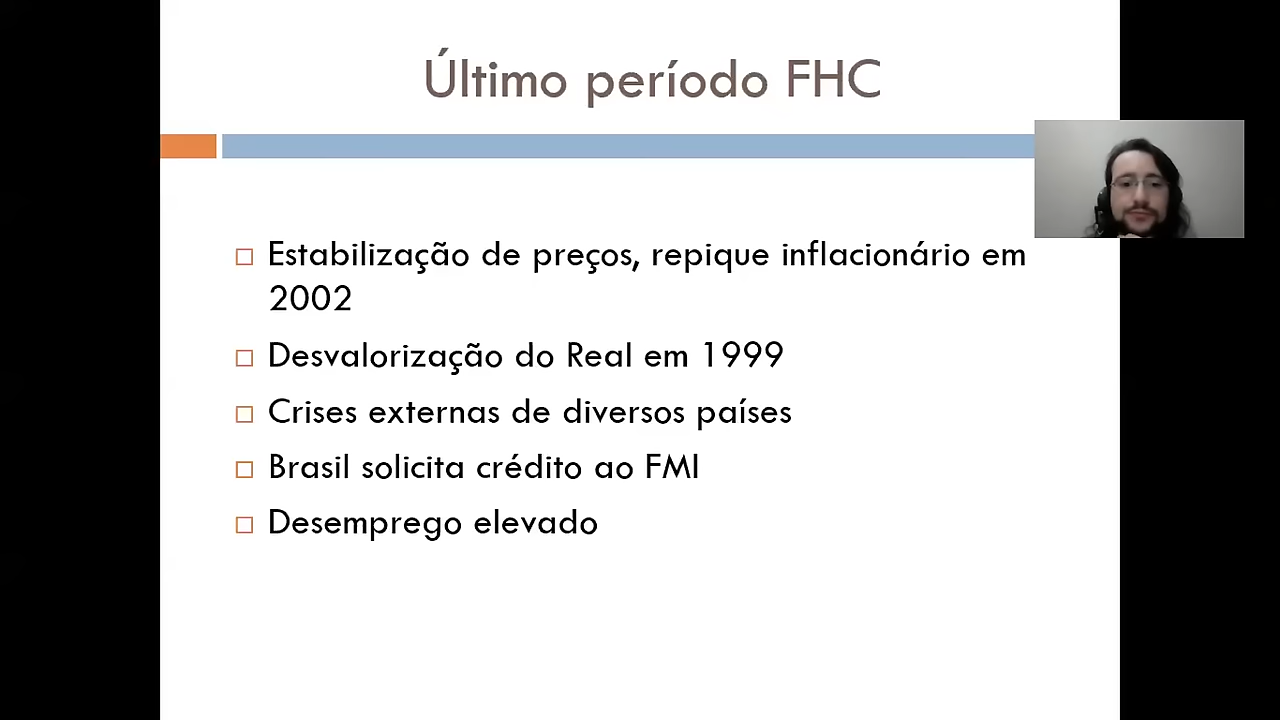 Último período FHC
Estabilização de preços, repique inflacionário em
2002
Desvalorização do Real em 1999
Crises externas de diversos países
Brasil solicita crédito ao FMI
Desemprego elevado